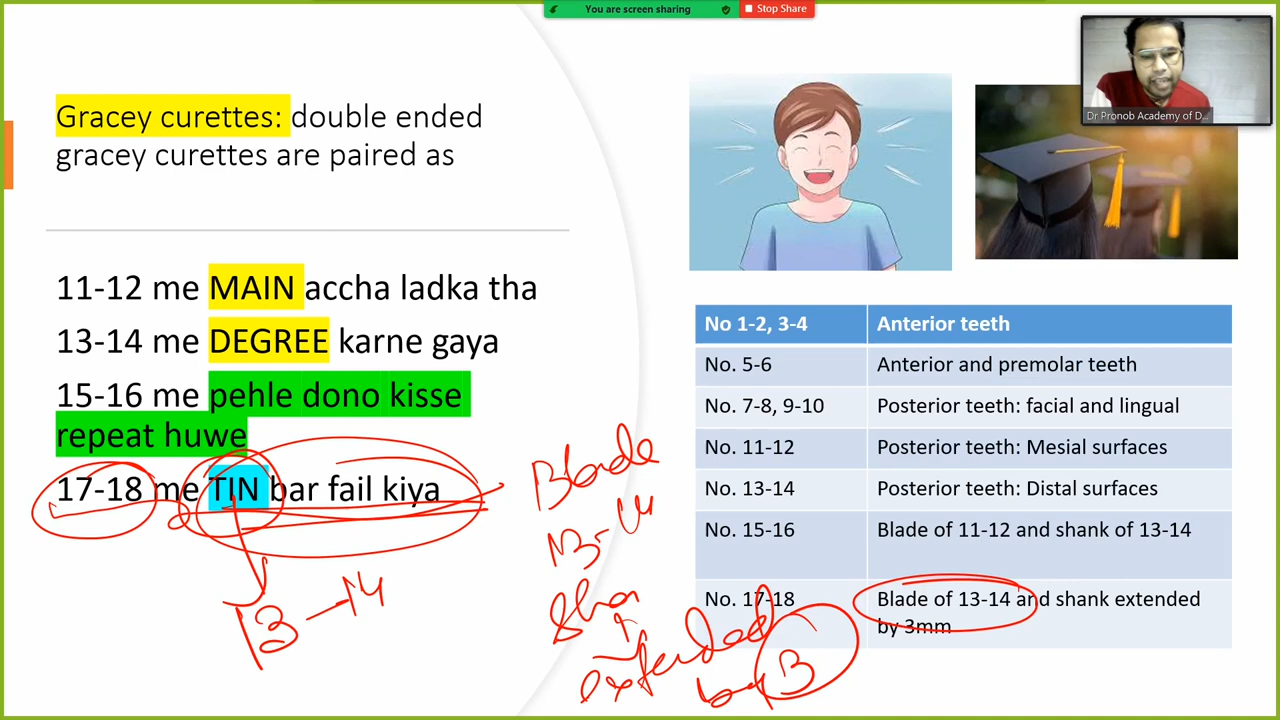 You are screen sharing
Stop Share
Dr Pronob Academy of D...
Gracey curettes: double ended
gracey curettes are paired as
11-12 me MAIN accha ladka tha
13-14 me DEGREE karne gaya
15-16 me pehle dono kisse
repeat huwe
17-18 me TIN bar fail kiya
13-14
Blade
13-14
Sha
extended
by 3
No 1-2, 3-4 Anterior teeth
No. 5-6 Anterior and premolar teeth
No. 7-8, 9-10 Posterior teeth: facial and lingual
No. 11-12 Posterior teeth: Mesial surfaces
No. 13-14 Posterior teeth: Distal surfaces
No. 15-16 Blade of 11-12 and shank of 13-14
No. 17-18 Blade of 13-14 and shank extended
by 3mm